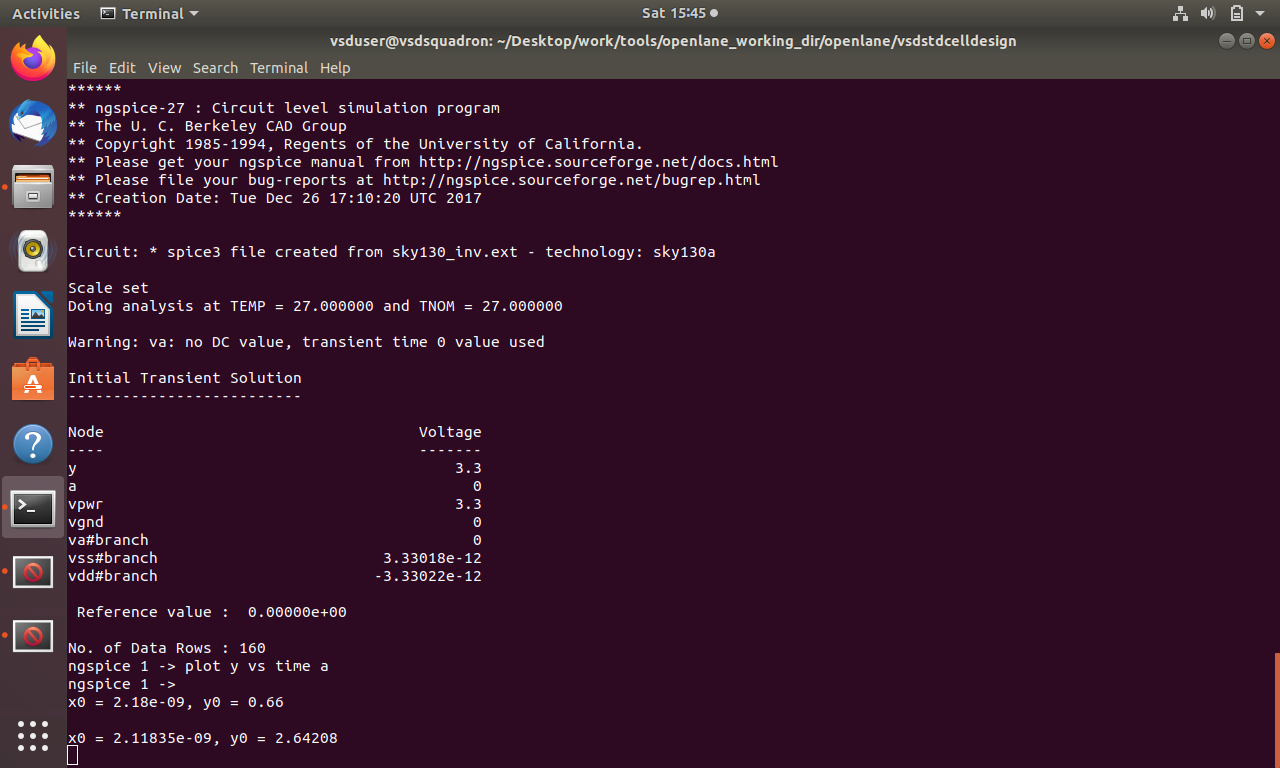 Activities Terminal Sat 15:45
vsduser@vsdsquadron: ~/Desktop/work/tools/openlane_working_dir/openlane/vsdstdcelldesign
File Edit View Search Terminal Help
******
** ngspice-27 : Circuit level simulation program
** The U. C. Berkeley CAD Group
** Copyright 1985-1994, Regents of the University of California.
** Please get your ngspice manual from http://ngspice.sourceforge.net/docs.html
** Please file your bug-reports at http://ngspice.sourceforge.net/bugrep.html
** Creation Date: Tue Dec 26 17:10:20 UTC 2017
******
Circuit: * spice3 file created from sky130_inv.ext - technology: sky130a
Scale set
Doing analysis at TEMP = 27.000000 and TNOM = 27.000000
Warning: va: no DC value, transient time 0 value used
Initial Transient Solution
--------------------------
Node Voltage
---- -------
y 3.3
a 0
vpwr 3.3
vgnd 0
va#branch 0
vss#branch 3.33018e-12
vdd#branch -3.33022e-12
Reference value : 0.00000e+00
No. of Data Rows : 160
ngspice 1 -> plot y vs time a
ngspice 1 ->
x0 = 2.18e-09, y0 = 0.66
x0 = 2.11835e-09, y0 = 2.64208